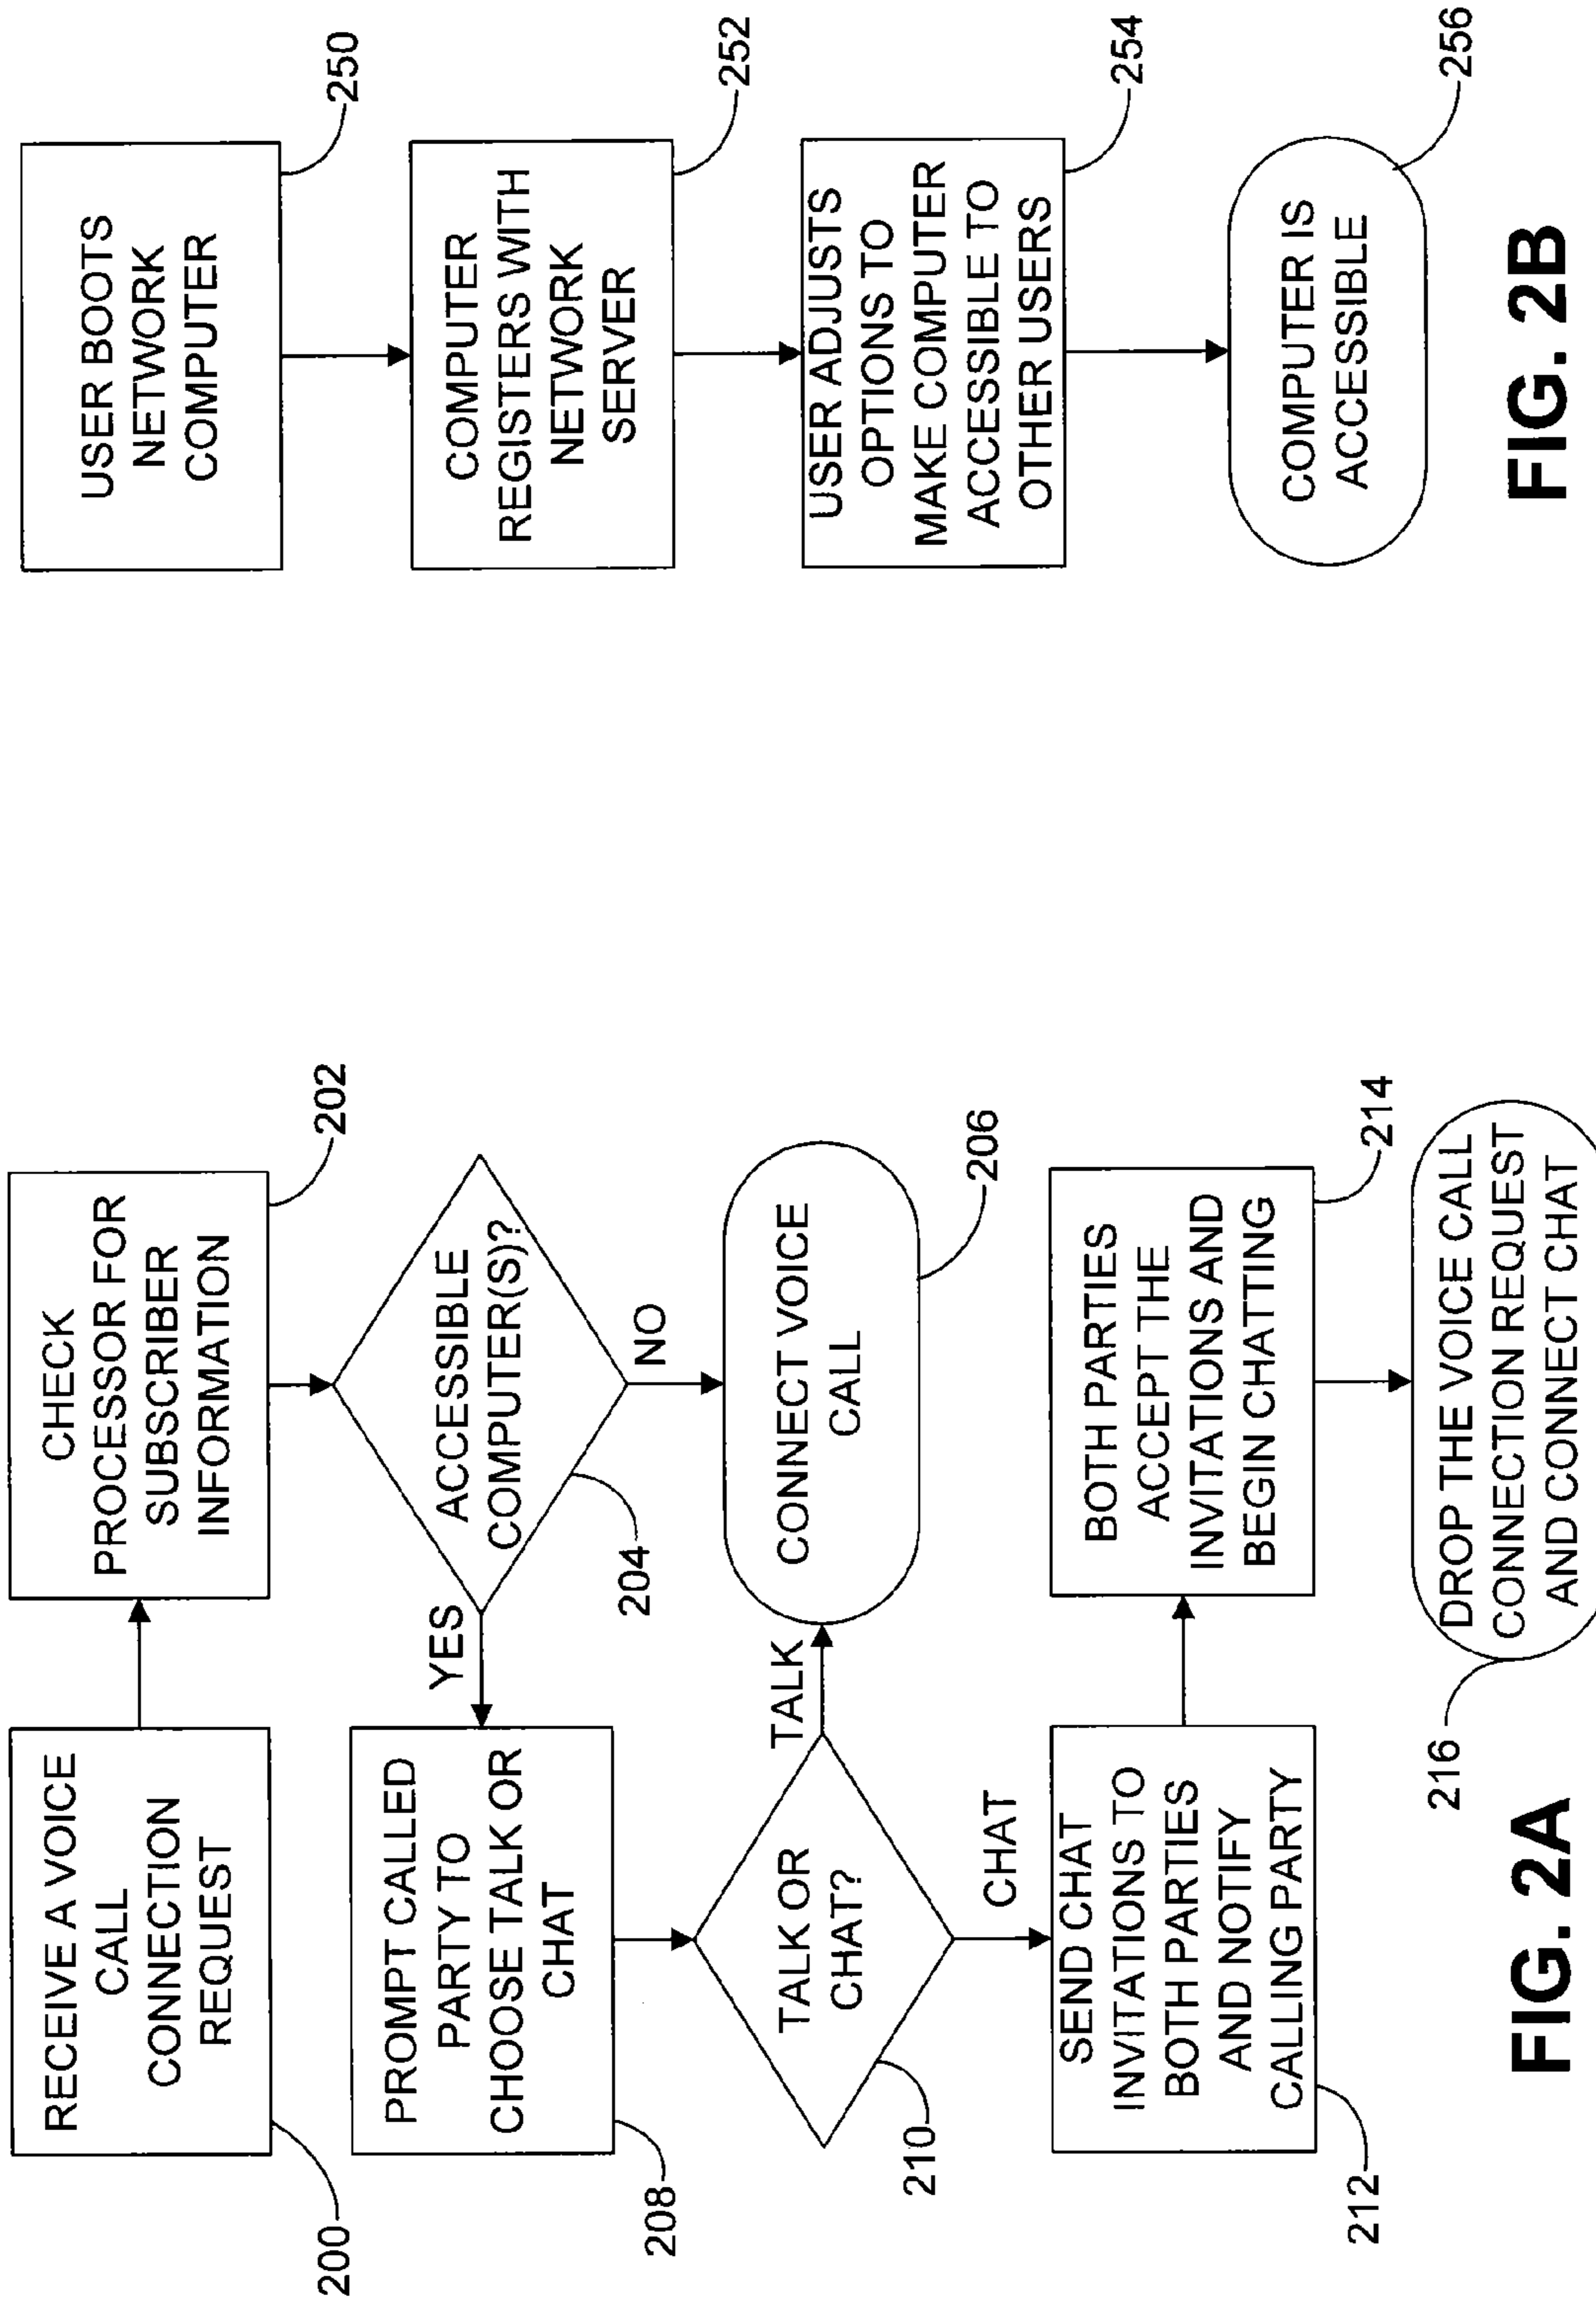 RECEIVE A VOICE
CALL
CONNECTION
REQUEST
200
CHECK
PROCESSOR FOR
SUBSCRIBER
INFORMATION
202
ACCESSIBLE
COMPUTER(S)?
204
YES
NO
PROMPT CALLED
PARTY TO
CHOOSE TALK OR
CHAT
208
CONNECT VOICE
CALL
206
TALK OR
CHAT?
210
TALK
CHAT
SEND CHAT
INVITATIONS TO
BOTH PARTIES
AND NOTIFY
CALLING PARTY
212
BOTH PARTIES
ACCEPT THE
INVITATIONS AND
BEGIN CHATTING
214
DROP THE VOICE CALL
CONNECTION REQUEST
AND CONNECT CHAT
216
FIG. 2A
USER BOOTS
NETWORK
COMPUTER
250
COMPUTER
REGISTERS WITH
NETWORK
SERVER
252
USER ADJUSTS
OPTIONS TO
MAKE COMPUTER
ACCESSIBLE TO
OTHER USERS
254
COMPUTER IS
ACCESSIBLE
256
FIG. 2B